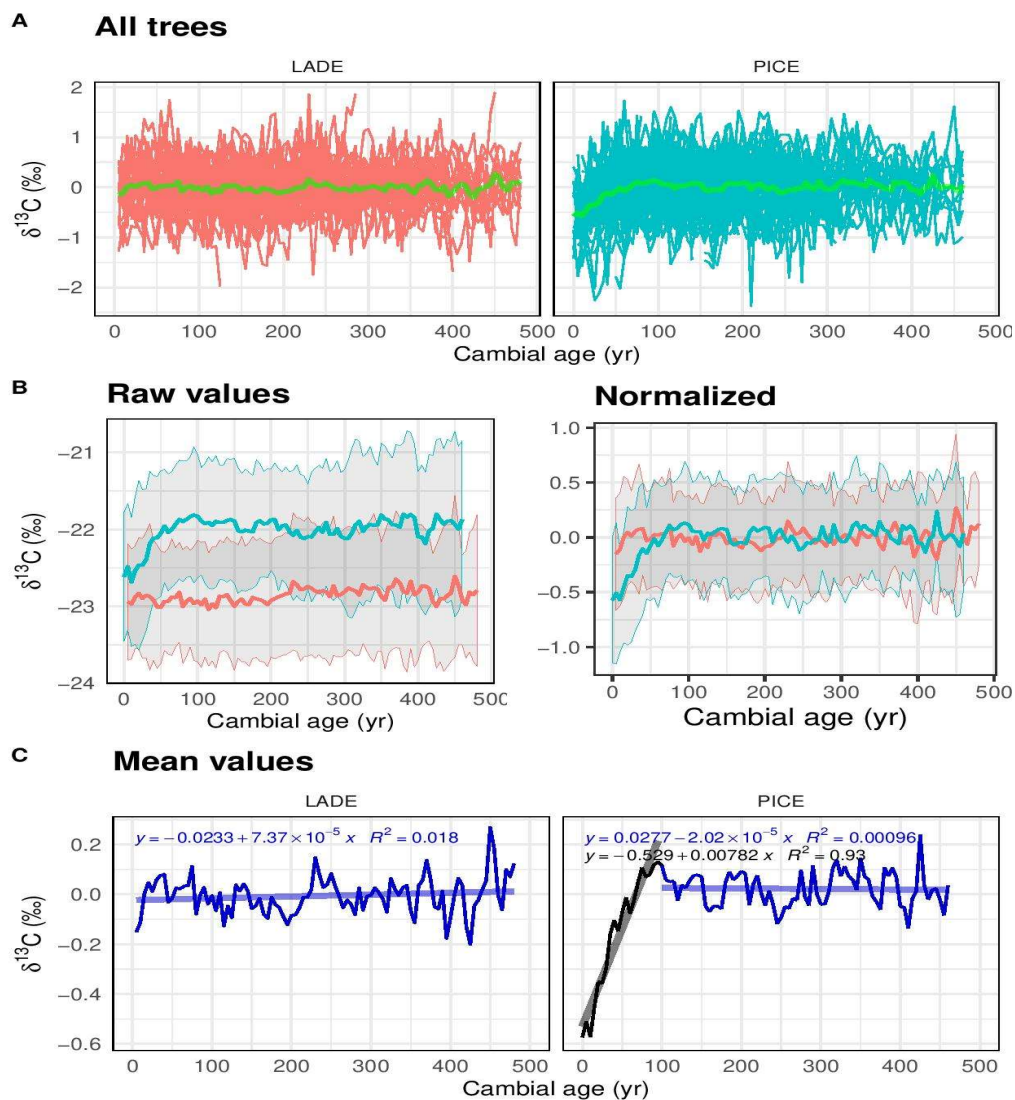 A
All trees
LADE
PICE
2
1
0
−1
−2
δ¹³C (‰)
0 100 200 300 400 500
0 100 200 300 400 500
Cambial age (yr)
B
Raw values
Normalized
−21
−22
−23
−24
δ¹³C (‰)
0 100 200 300 400 500
Cambial age (yr)
1.0
0.5
0.0
−0.5
−1.0
0 100 200 300 400 500
Cambial age (yr)
C
Mean values
LADE
PICE
y = −0.0233 + 7.37 × 10⁻⁵ x R² = 0.018
y = 0.0277 − 2.02 × 10⁻⁵ x R² = 0.00096
y = −0.529 + 0.00782 x R² = 0.93
0.2
0.0
−0.2
−0.4
−0.6
δ¹³C (‰)
0 100 200 300 400 500
0 100 200 300 400 500
Cambial age (yr)